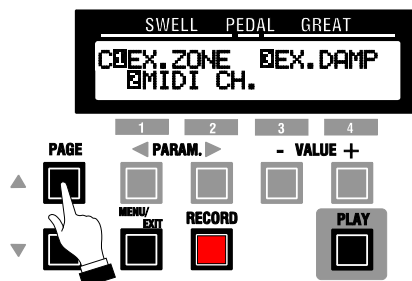 SWELL PEDAL GREAT
C1EX.ZONE 3EX.DAMP
2MIDI CH.
1 2 3 4
PAGE ◀ PARAM. ▶ - VALUE +
▲
MENU/ EXIT RECORD PLAY
▼